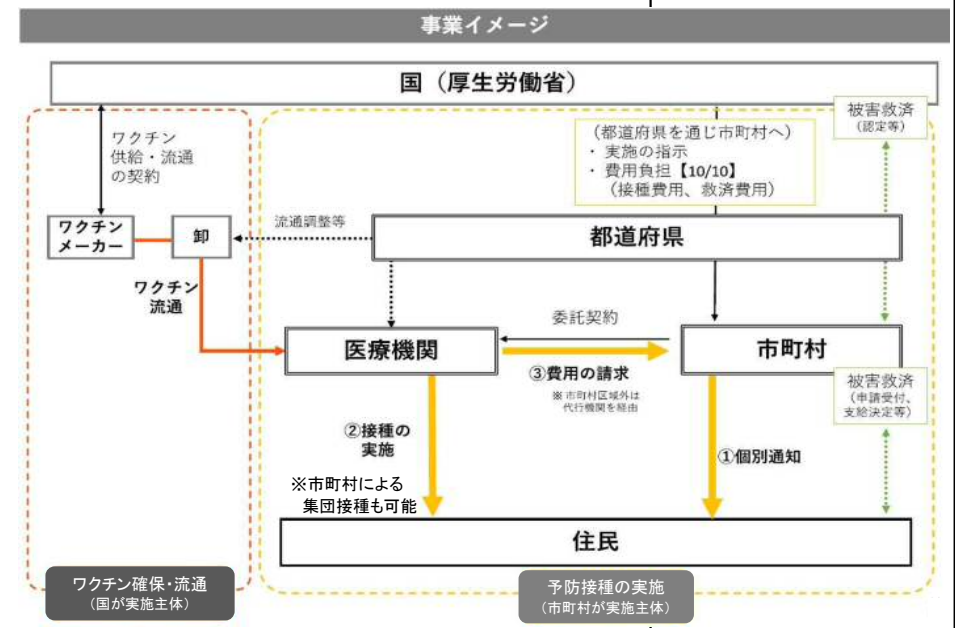 事業イメージ
国（厚生労働省）
ワクチン
供給・流通
の契約
（都道府県を通じ市町村へ）
・ 実施の指示
・ 費用負担【10/10】
（接種費用、救済費用）
被害救済
（認定等）
ワクチン
メーカー
卸
流通調整等
都道府県
ワクチン
流通
医療機関
委託契約
市町村
③費用の請求
※ 市町村区域外は
代行機関を経由
被害救済
（申請受付、
支給決定等）
②接種の
実施
①個別通知
※市町村による
集団接種も可能
住民
ワクチン確保・流通
（国が実施主体）
予防接種の実施
（市町村が実施主体）